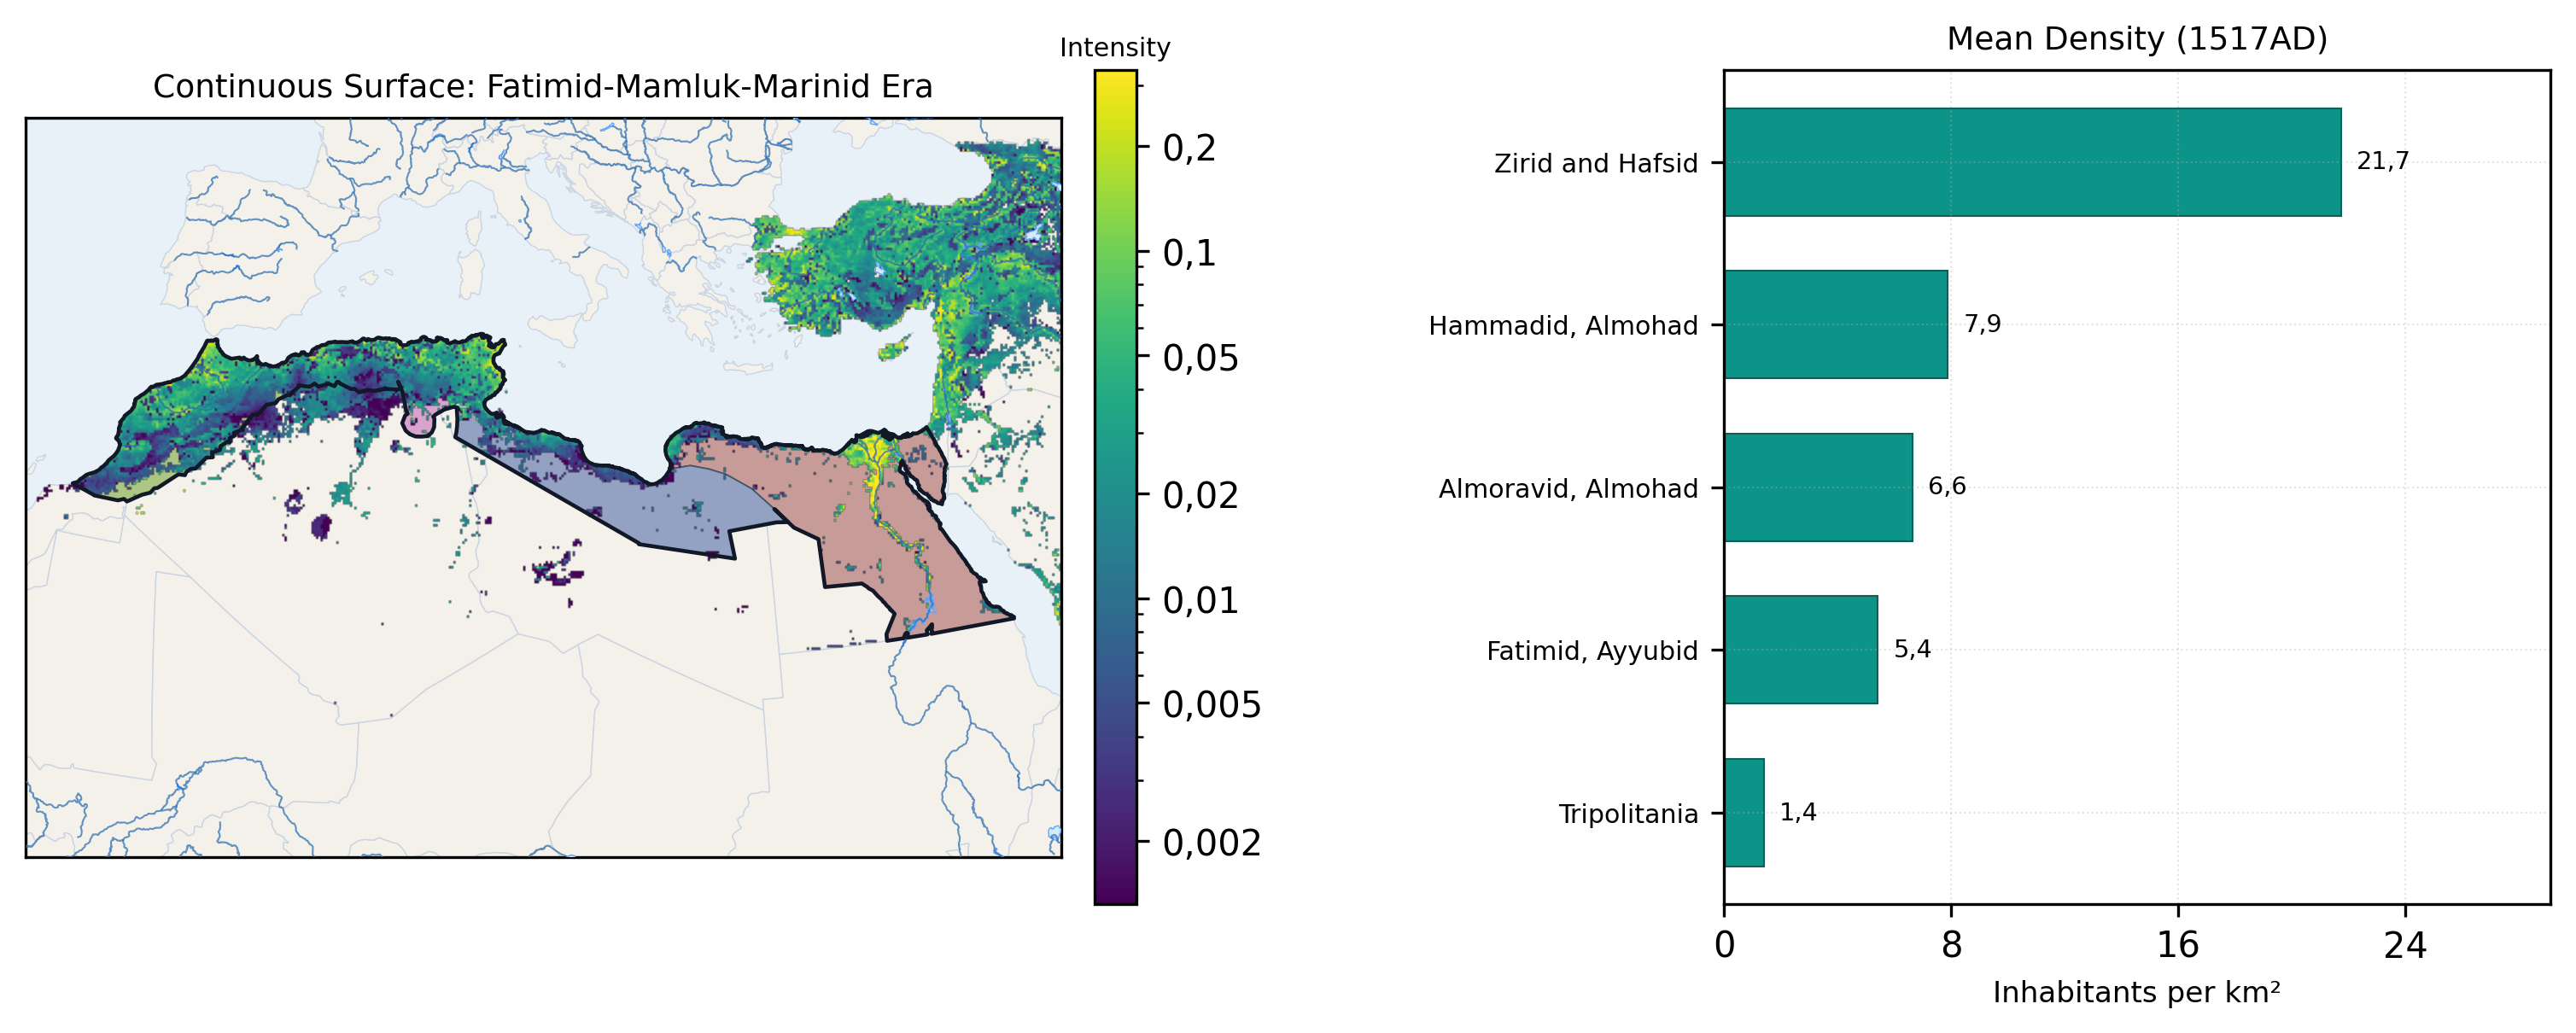 Continuous Surface: Fatimid-Mamluk-Marinid Era
Intensity
0,2
0,1
0,05
0,02
0,01
0,005
0,002
Mean Density (1517AD)
Zirid and Hafsid
21,7
Hammadid, Almohad
7,9
Almoravid, Almohad
6,6
Fatimid, Ayyubid
5,4
Tripolitania
1,4
0 8 16 24
Inhabitants per km²